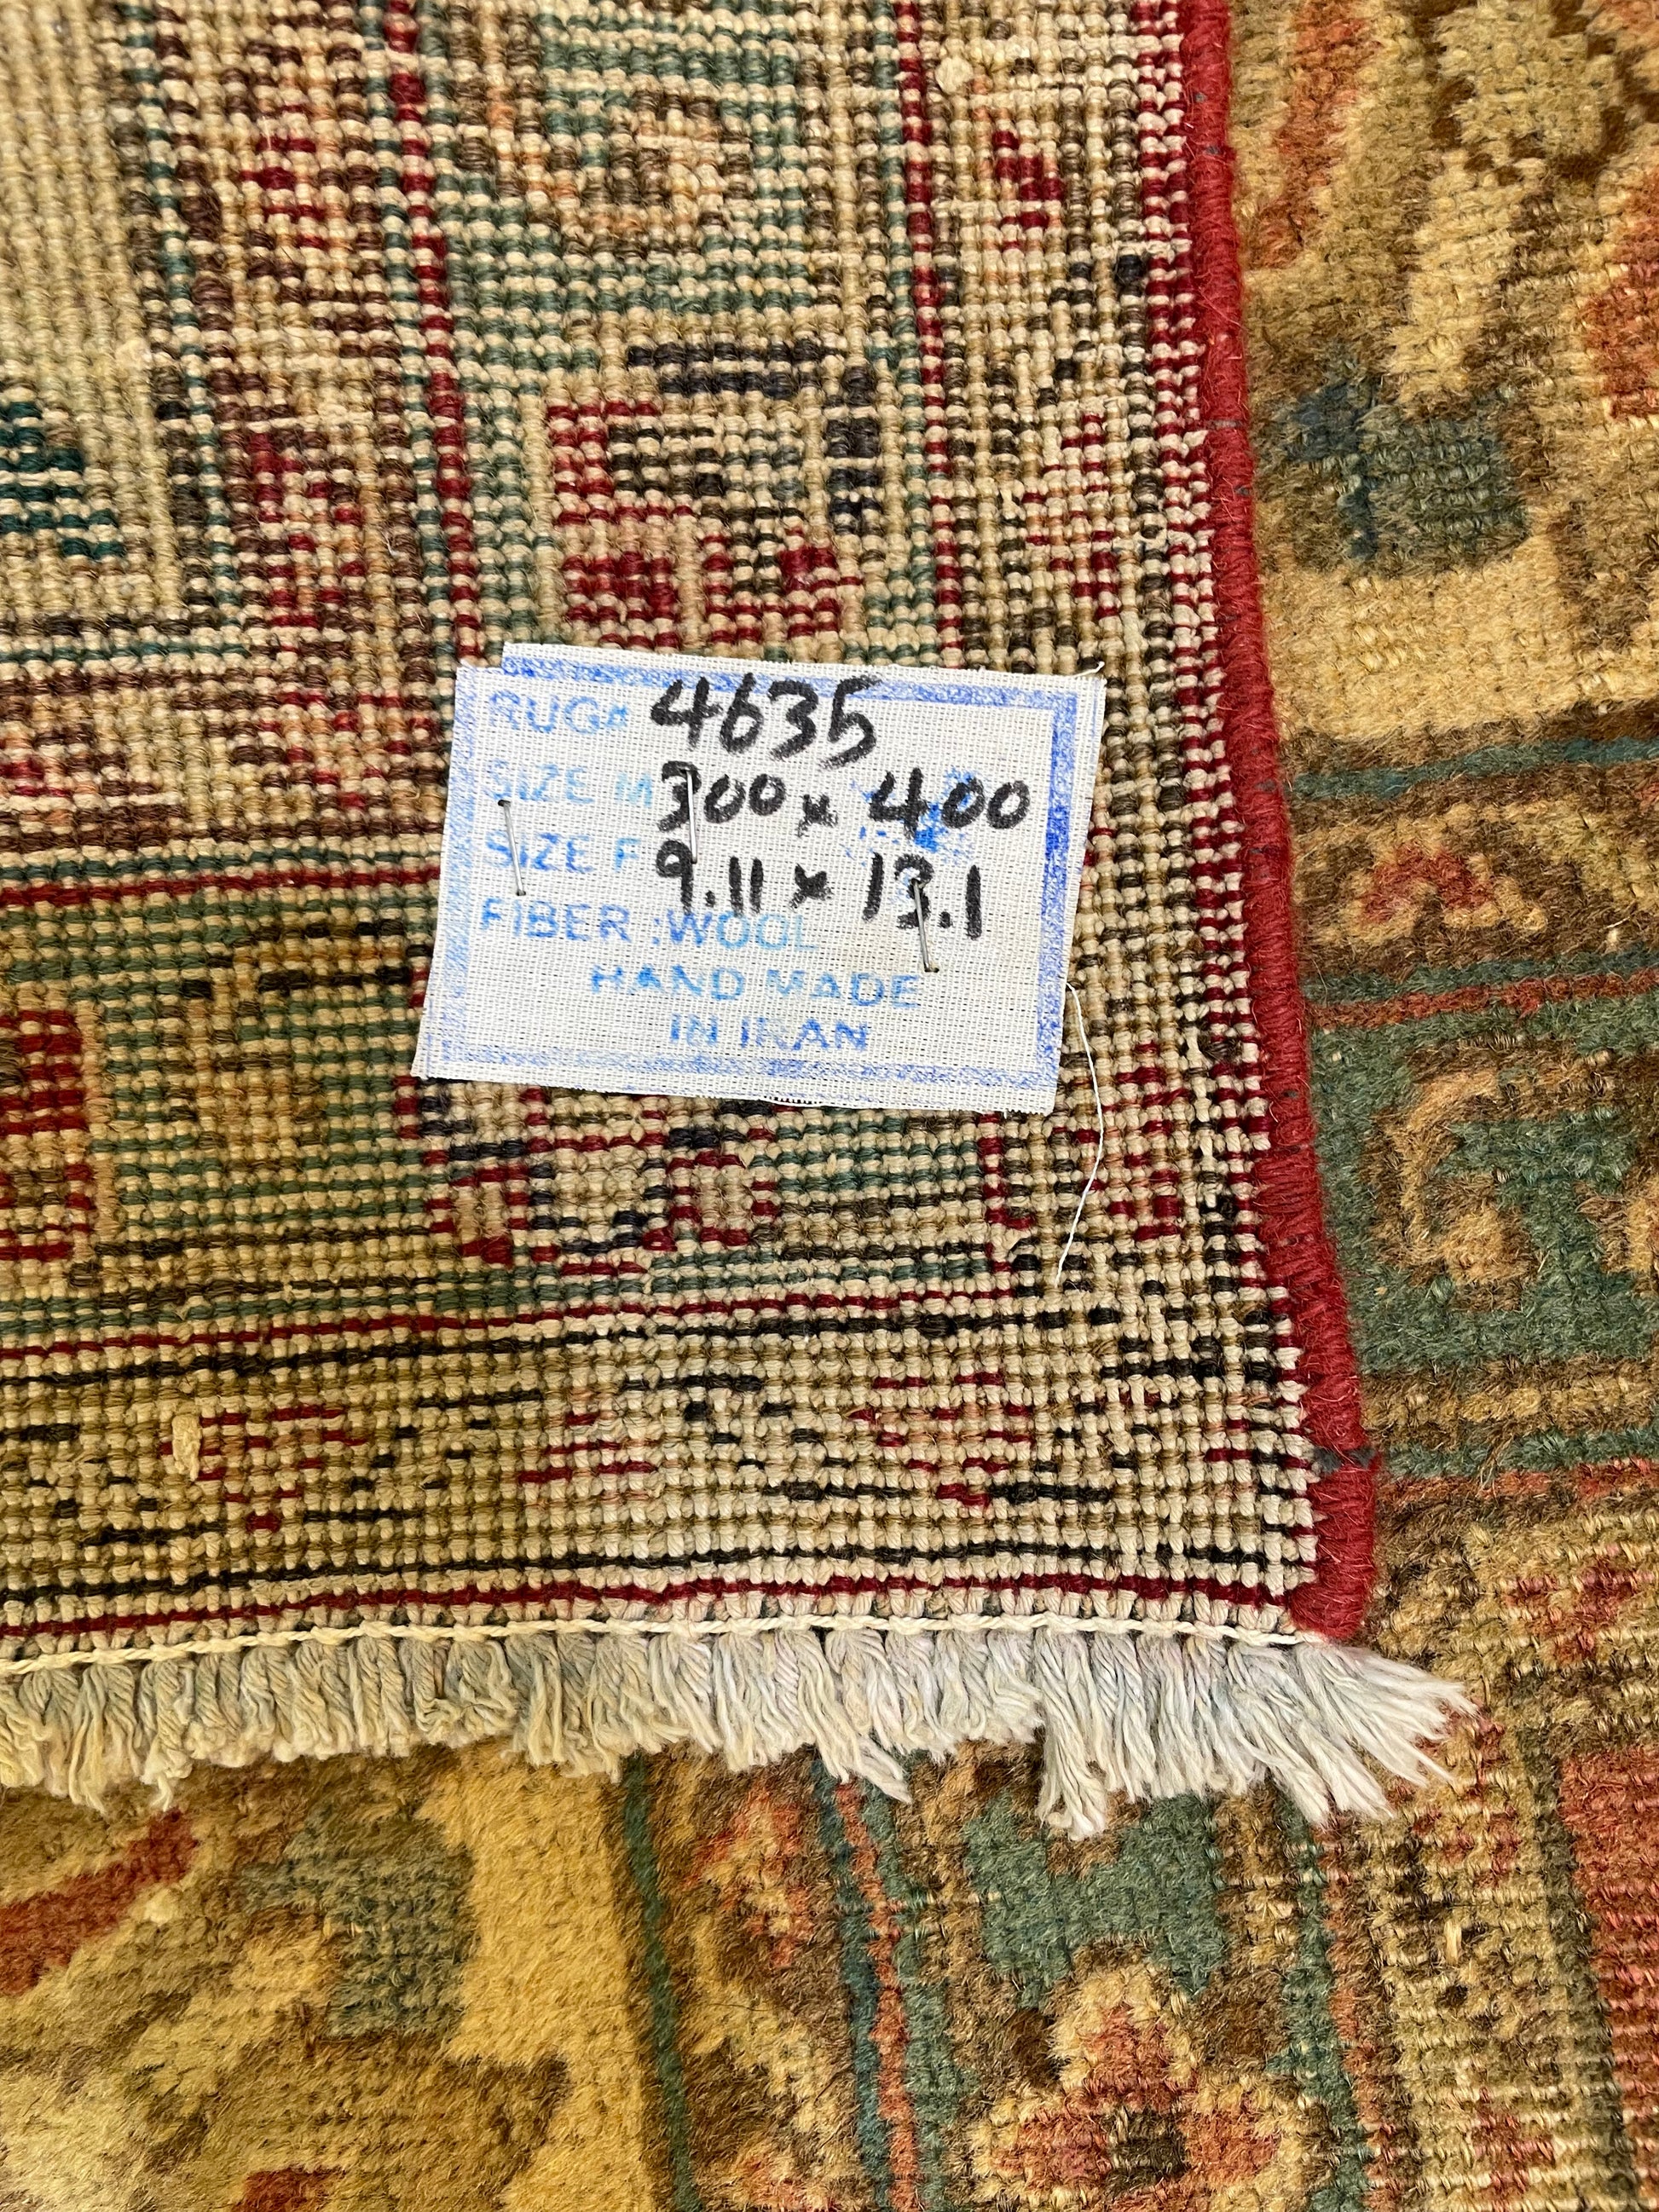 RUG# 4635
SIZE M 300 x 400
SIZE F 9.11 x 13.1
FIBER : WOOL
HAND MADE
IN IRAN